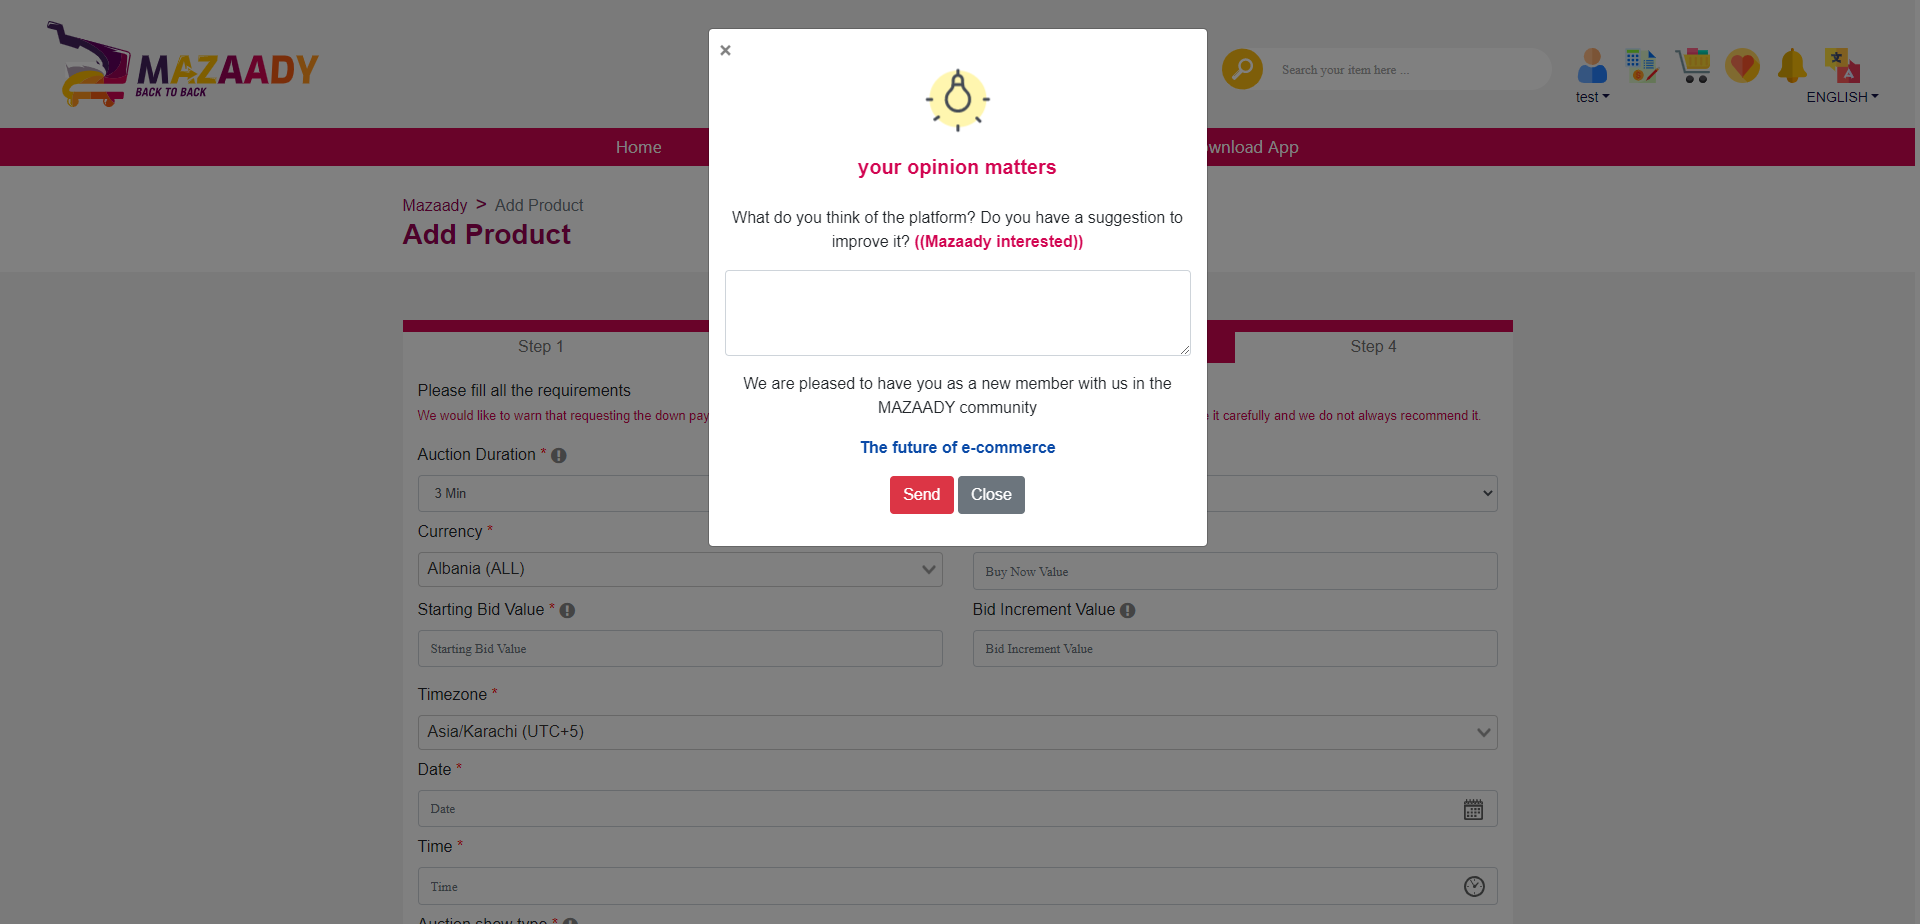 MAZAADY
BACK TO BACK
Search your item here ...
test
ENGLISH
Home
wnload App
Mazaady > Add Product
Add Product
×
your opinion matters
What do you think of the platform? Do you have a suggestion to
improve it? ((Mazaady interested))
We are pleased to have you as a new member with us in the
MAZAADY community
The future of e-commerce
Send
Close
Step 1
Step 4
Please fill all the requirements
We would like to warn that requesting the down pay
it carefully and we do not always recommend it.
Auction Duration *
3 Min
Currency *
Albania (ALL)
Buy Now Value
Starting Bid Value *
Bid Increment Value
Starting Bid Value
Bid Increment Value
Timezone *
Asia/Karachi (UTC+5)
Date *
Date
Time *
Time
Auction show type *